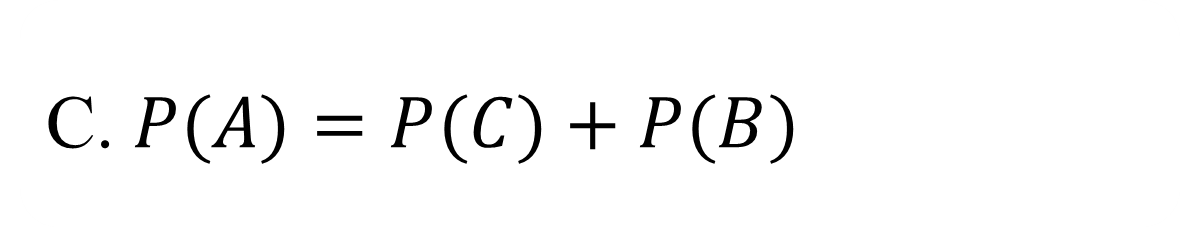 C. P(A) = P(C) + P(B)